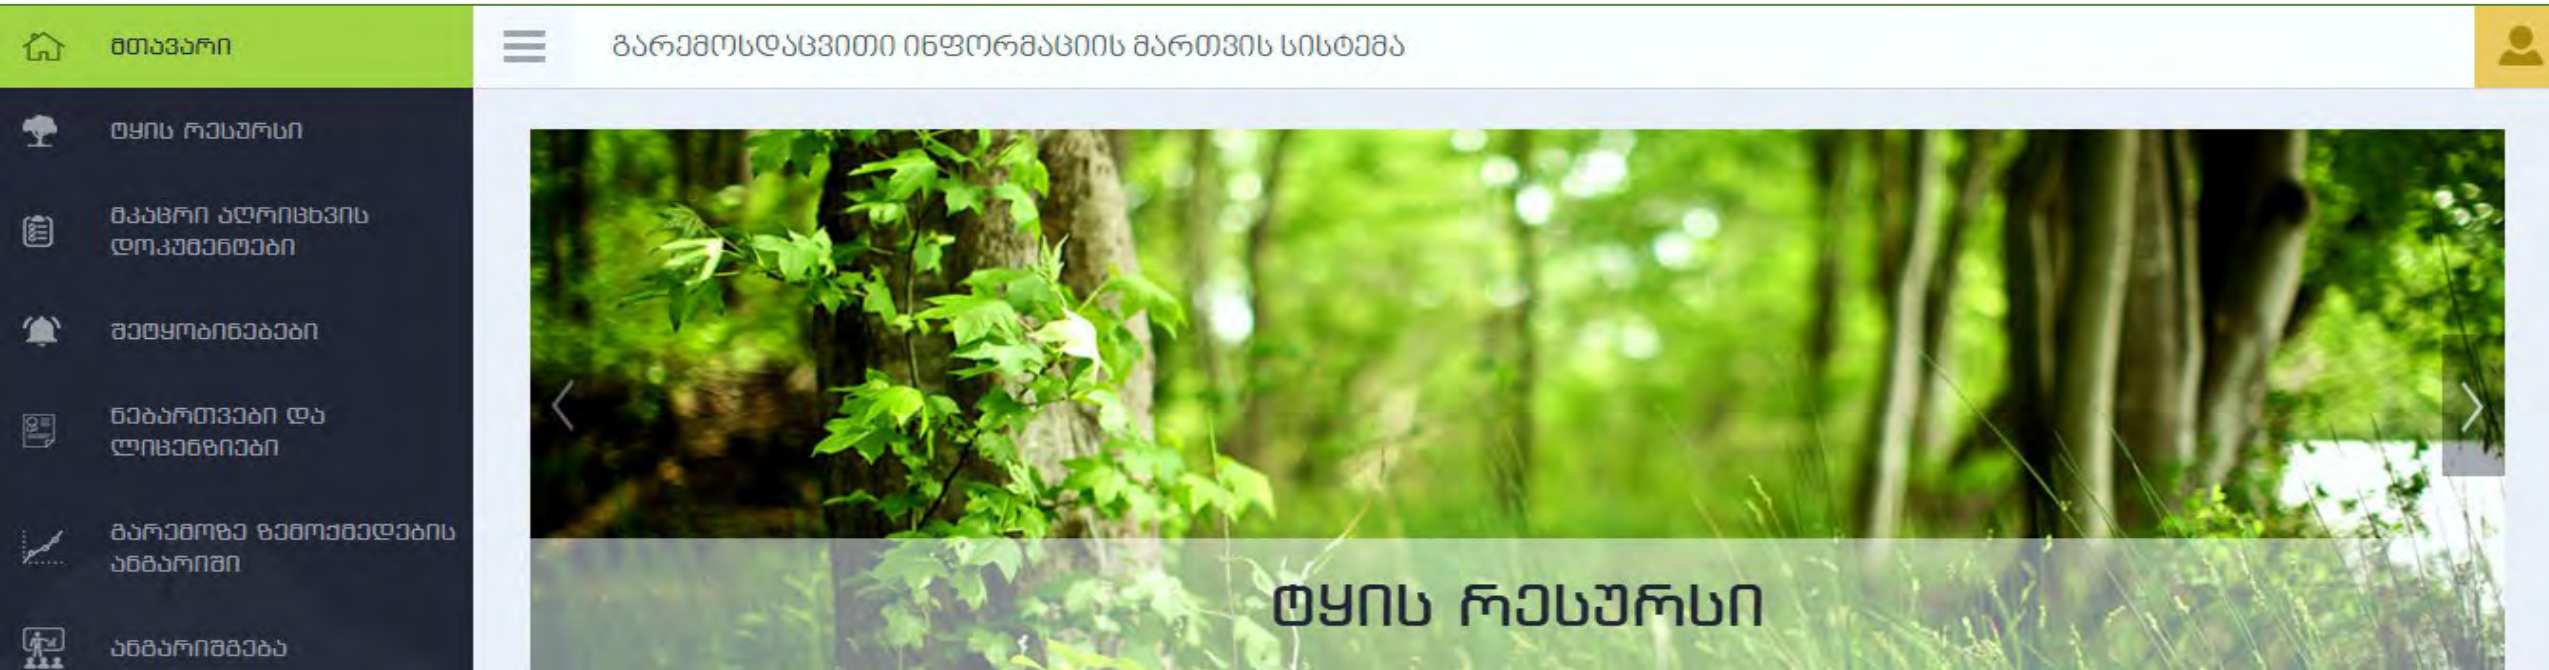 მთავარი
გარემოსდაცვითი ინფორმაციის მართვის სისტემა
ტყის რესურსი
მკაცრი აღრიცხვის
დოკუმენტები
შეტყობინებები
ნებართვები და
ლიცენზიები
გარემოზე ზემოქმედების
ანგარიში
ანგარიშგება
ტყის რესურსი